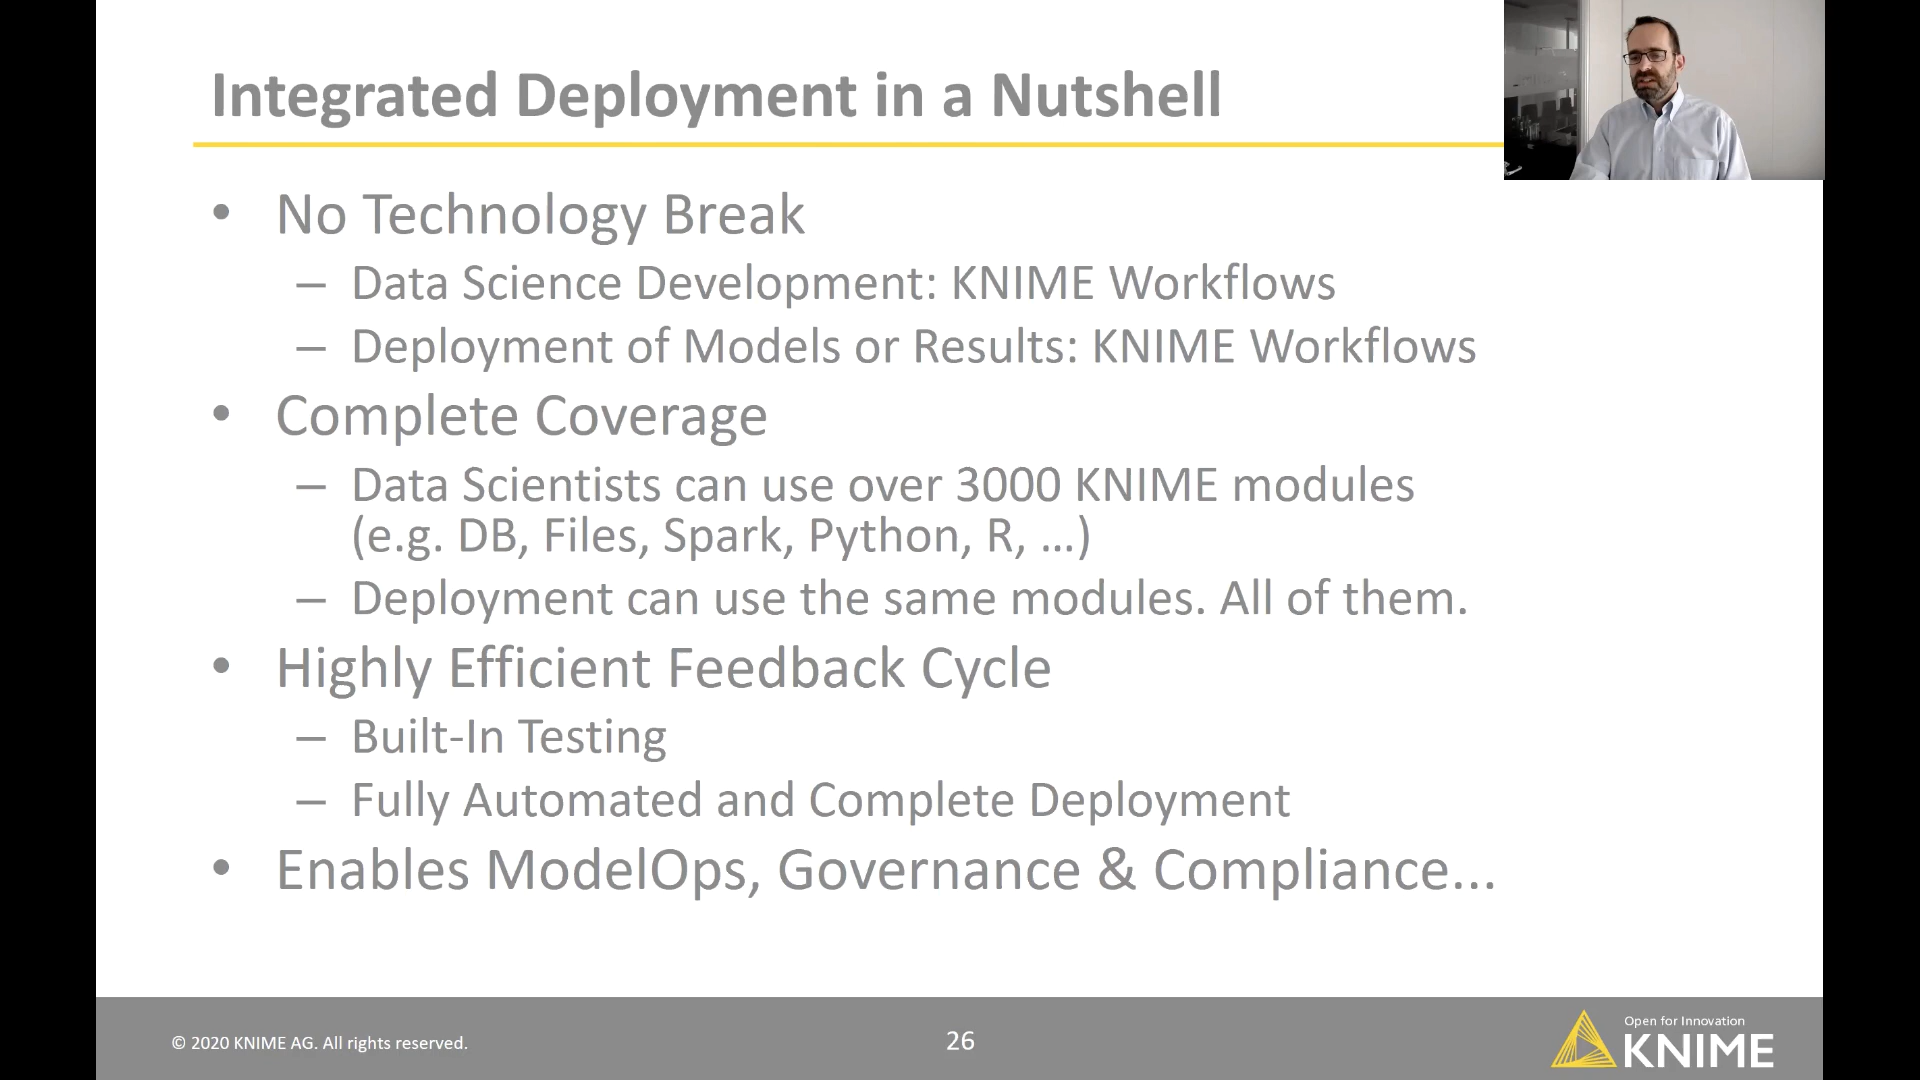 Integrated Deployment in a Nutshell
• No Technology Break
– Data Science Development: KNIME Workflows
– Deployment of Models or Results: KNIME Workflows
• Complete Coverage
– Data Scientists can use over 3000 KNIME modules
(e.g. DB, Files, Spark, Python, R, ...)
– Deployment can use the same modules. All of them.
• Highly Efficient Feedback Cycle
– Built-In Testing
– Fully Automated and Complete Deployment
• Enables ModelOps, Governance & Compliance...
© 2020 KNIME AG. All rights reserved.
26
Open for Innovation
KNIME